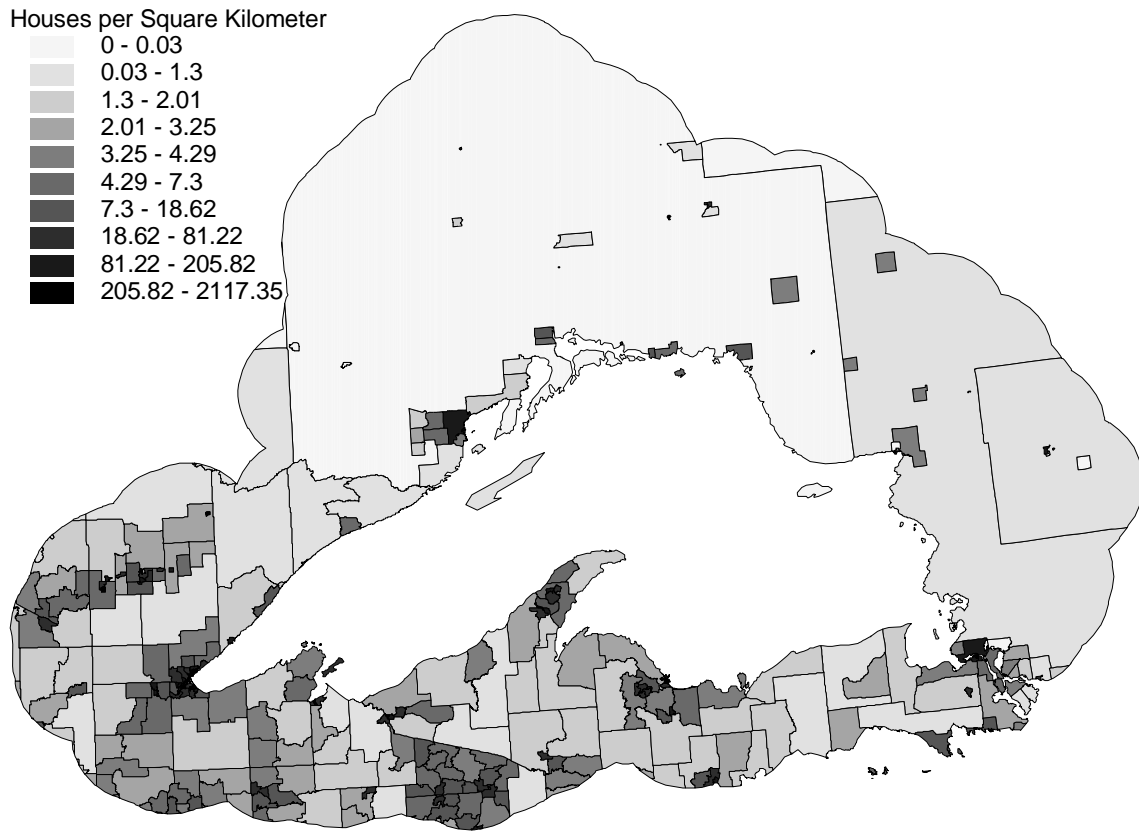 Houses per Square Kilometer
0 - 0.03
0.03 - 1.3
1.3 - 2.01
2.01 - 3.25
3.25 - 4.29
4.29 - 7.3
7.3 - 18.62
18.62 - 81.22
81.22 - 205.82
205.82 - 2117.35